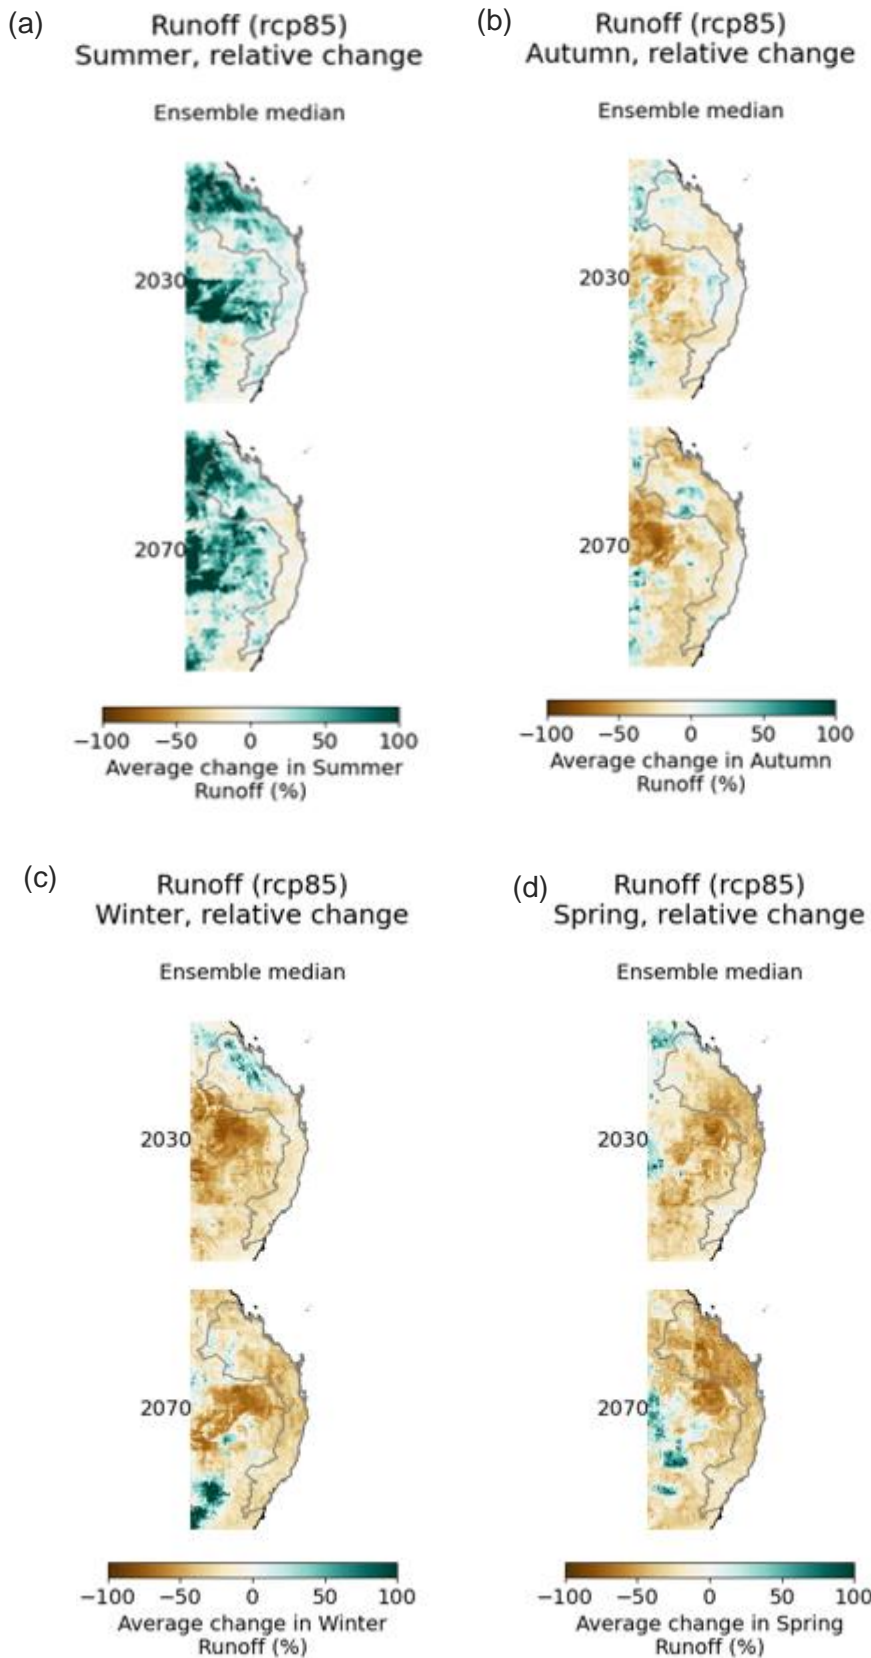 (a)
Runoff (rcp85)
Summer, relative change
Ensemble median
2030
2070
−100 −50 0 50 100
Average change in Summer
Runoff (%)
(b)
Runoff (rcp85)
Autumn, relative change
Ensemble median
2030
2070
−100 −50 0 50 100
Average change in Autumn
Runoff (%)
(c)
Runoff (rcp85)
Winter, relative change
Ensemble median
2030
2070
−100 −50 0 50 100
Average change in Winter
Runoff (%)
(d)
Runoff (rcp85)
Spring, relative change
Ensemble median
2030
2070
−100 −50 0 50 100
Average change in Spring
Runoff (%)